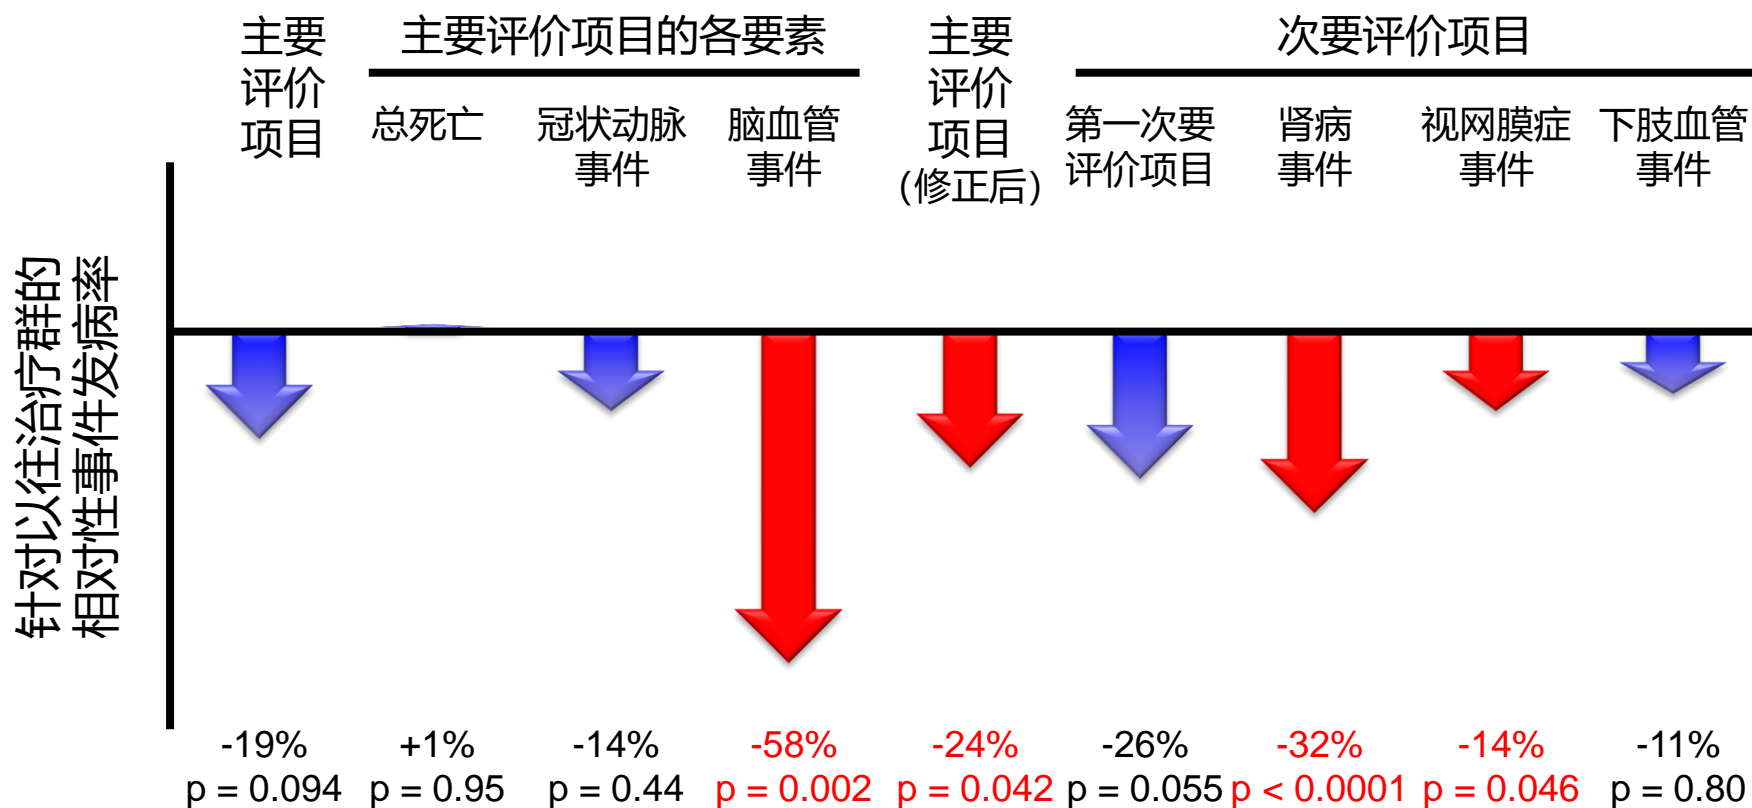 主要
评价
项目
主要评价项目的各要素
总死亡
冠状动脉
事件
脑血管
事件
主要
评价
项目
（修正后）
次要评价项目
第一次要
评价项目
肾病
事件
视网膜症
事件
下肢血管
事件
针对以往治疗群的
相对性事件发病率
-19%
p = 0.094
+1%
p = 0.95
-14%
p = 0.44
-58%
p = 0.002
-24%
p = 0.042
-26%
p = 0.055
-32%
p < 0.0001
-14%
p = 0.046
-11%
p = 0.80